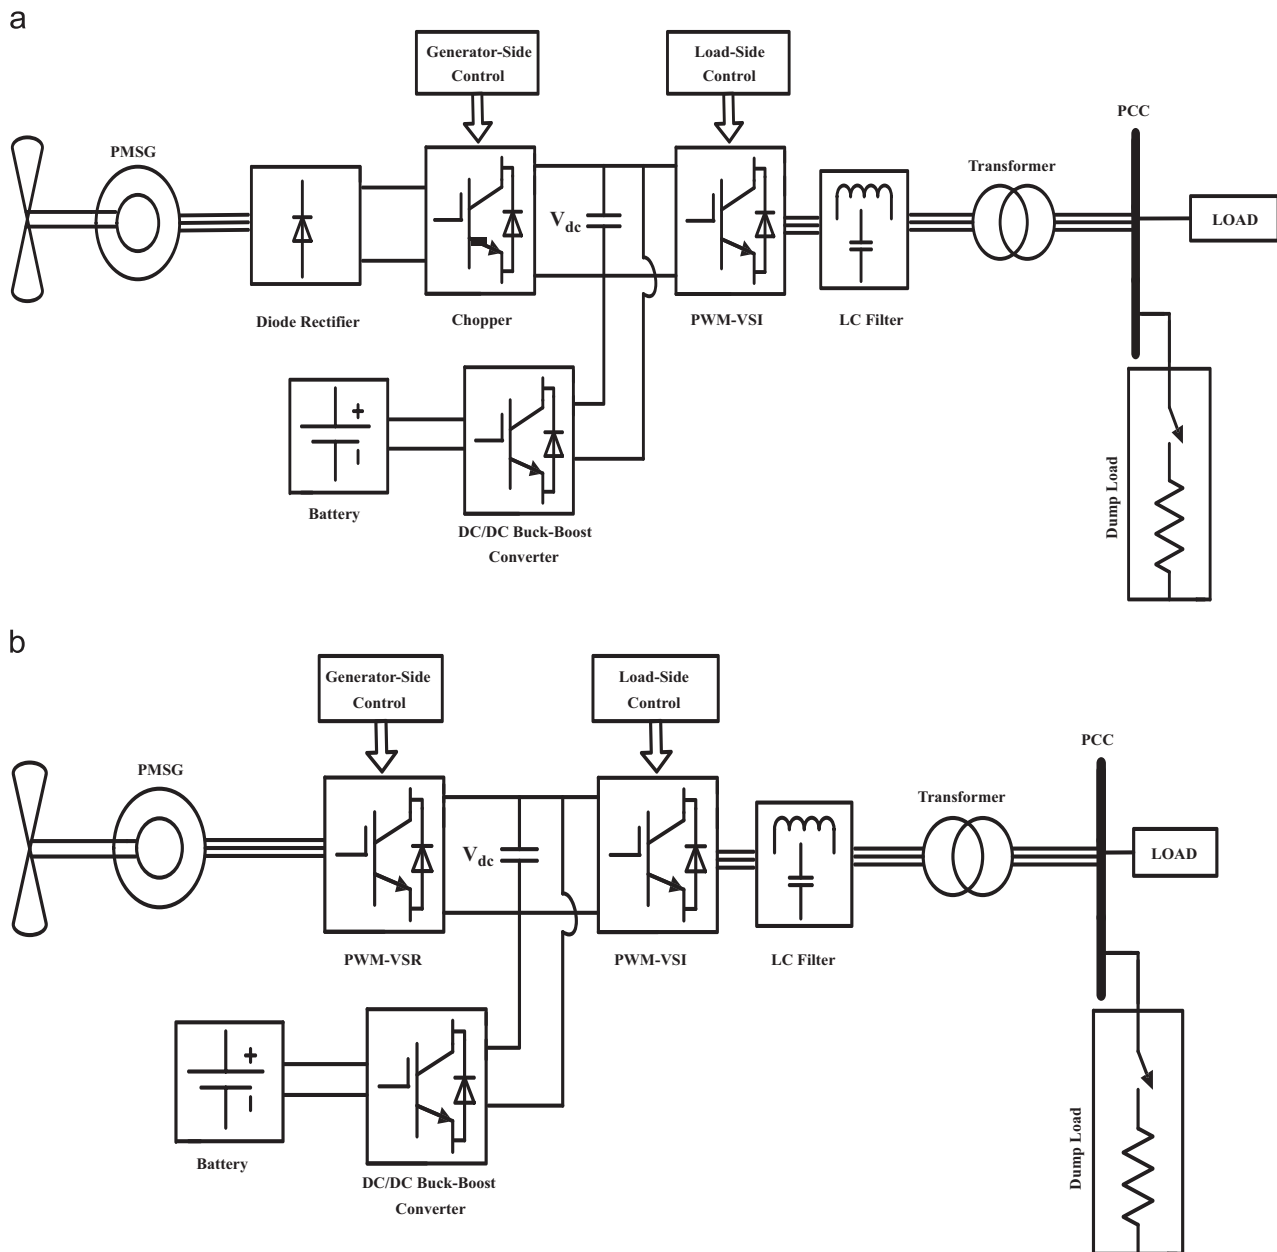 a
Generator-Side
Control
Load-Side
Control
PCC
PMSG
Transformer
Vdc
LOAD
Diode Rectifier
Chopper
PWM-VSI
LC Filter
+
Battery
DC/DC Buck-Boost
Converter
Dump Load
b
Generator-Side
Control
Load-Side
Control
PCC
PMSG
Transformer
Vdc
LOAD
PWM-VSR
PWM-VSI
LC Filter
+
Battery
DC/DC Buck-Boost
Converter
Dump Load